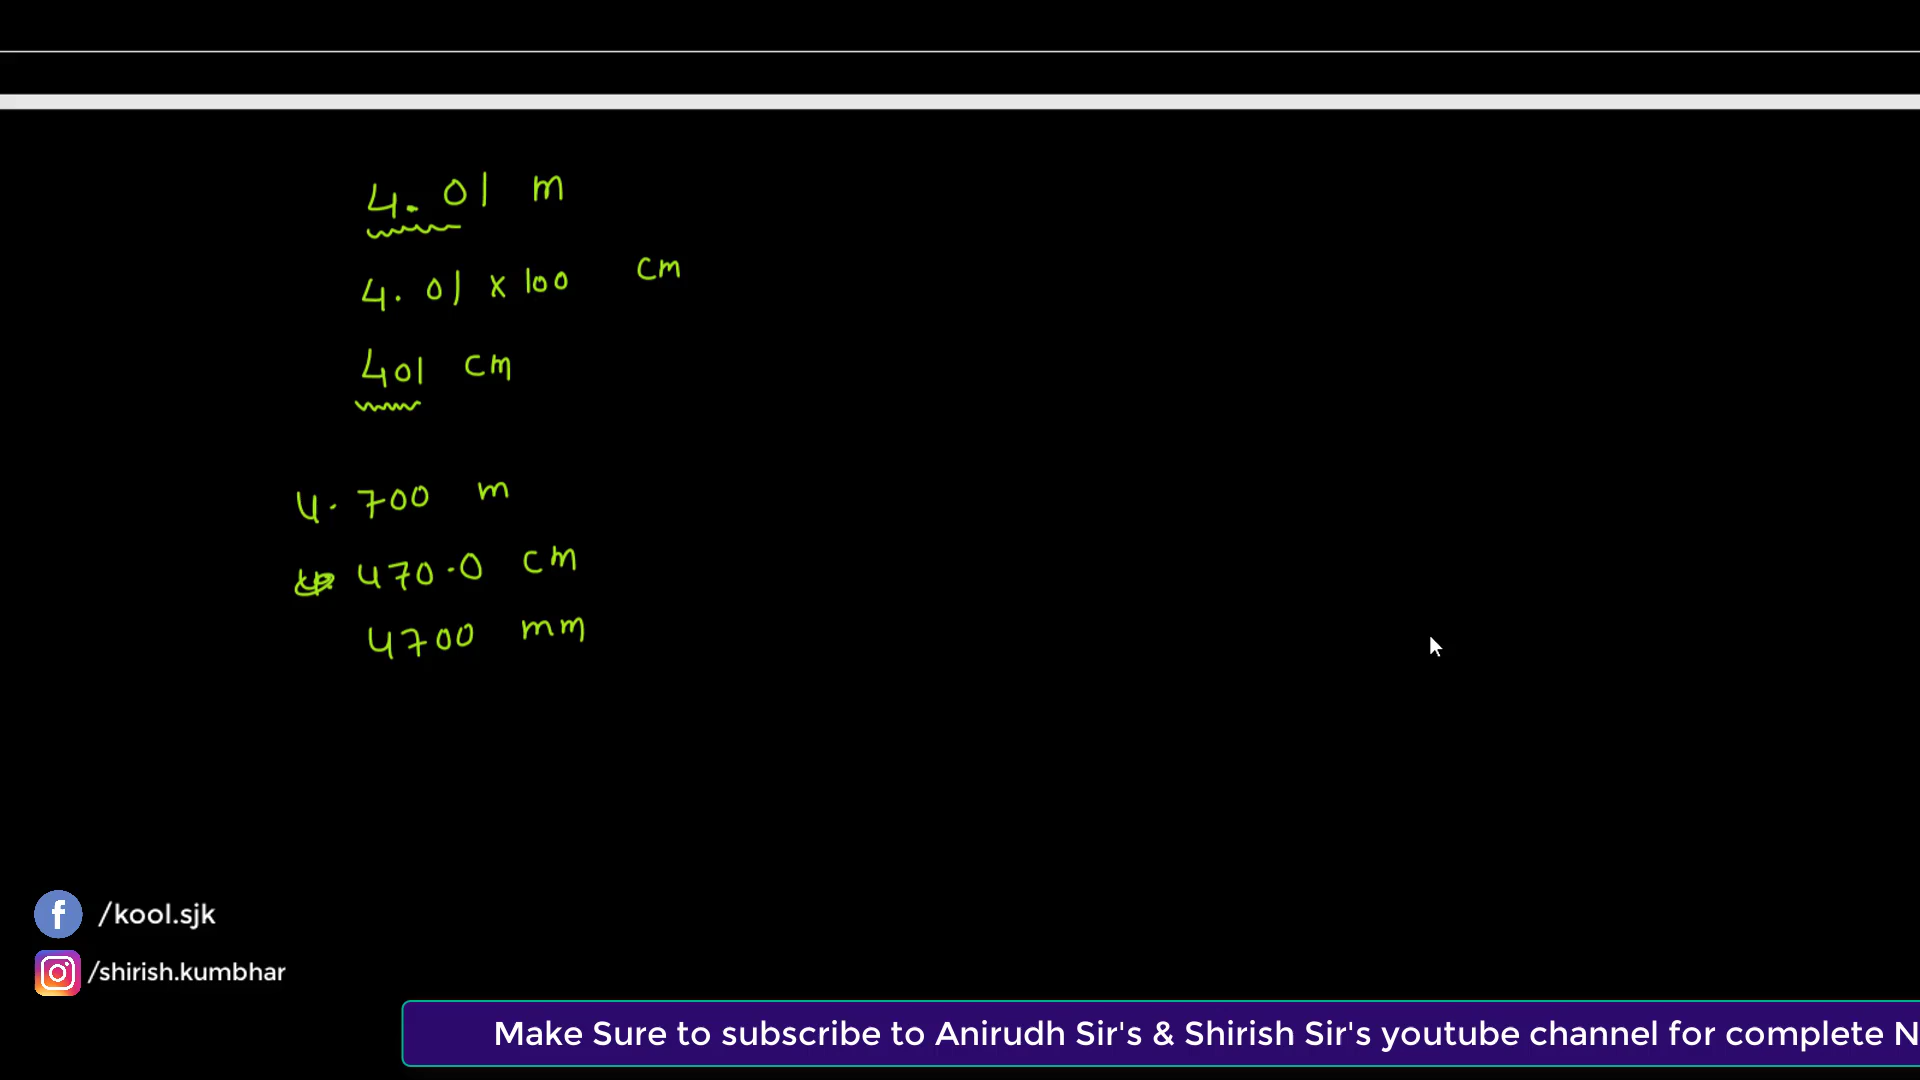 4.01 m
4.01 x 100 cm
401 cm
4.700 m
470.0 cm
4700 mm
/kool.sjk
/shirish.kumbhar
Make Sure to subscribe to Anirudh Sir's & Shirish Sir's youtube channel for complete N